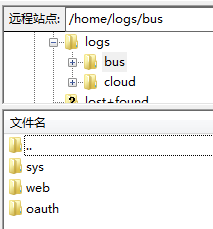 远程站点: /home/logs/bus
logs
bus
cloud
lost+found
文件名
..
sys
web
oauth